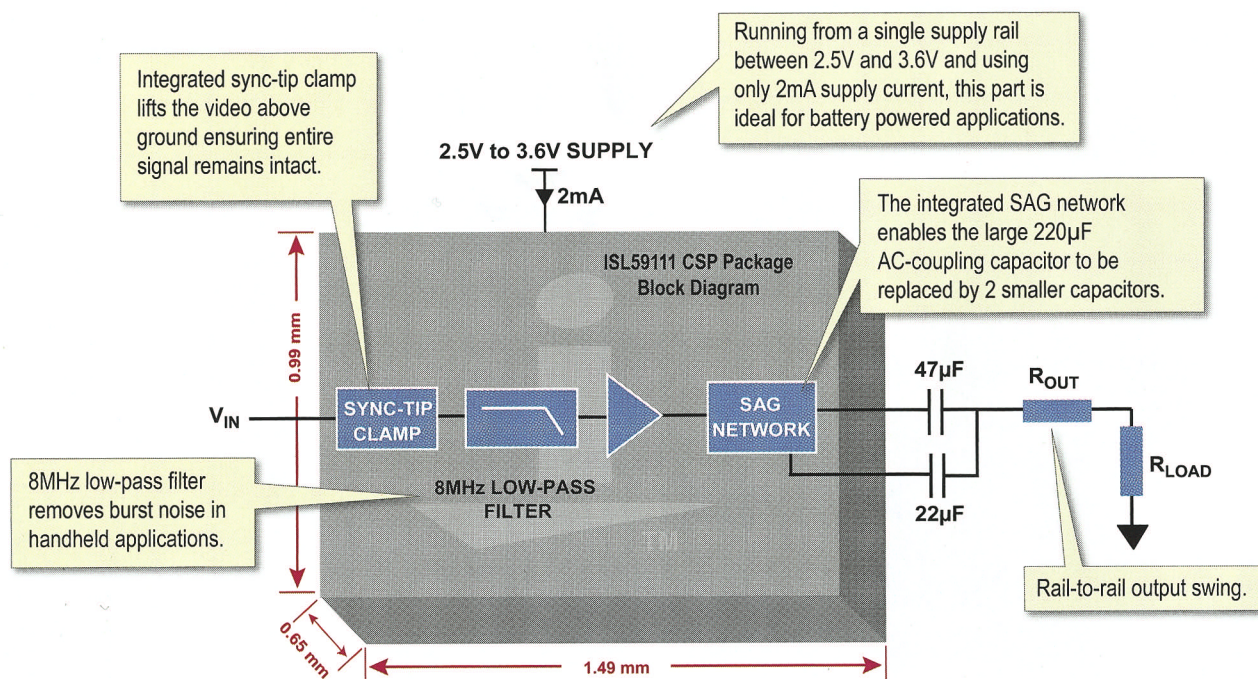 Running from a single supply rail
between 2.5V and 3.6V and using
only 2mA supply current, this part is
ideal for battery powered applications.
Integrated sync-tip clamp
lifts the video above
ground ensuring entire
signal remains intact.
2.5V to 3.6V SUPPLY
2mA
The integrated SAG network
enables the large 220µF
AC-coupling capacitor to be
replaced by 2 smaller capacitors.
ISL59111 CSP Package
Block Diagram
0.99 mm
VIN
SYNC-TIP
CLAMP
SAG
NETWORK
47µF
ROUT
RLOAD
22µF
8MHz LOW-PASS
FILTER
8MHz low-pass filter
removes burst noise in
handheld applications.
TM
Rail-to-rail output swing.
0.65 mm
1.49 mm